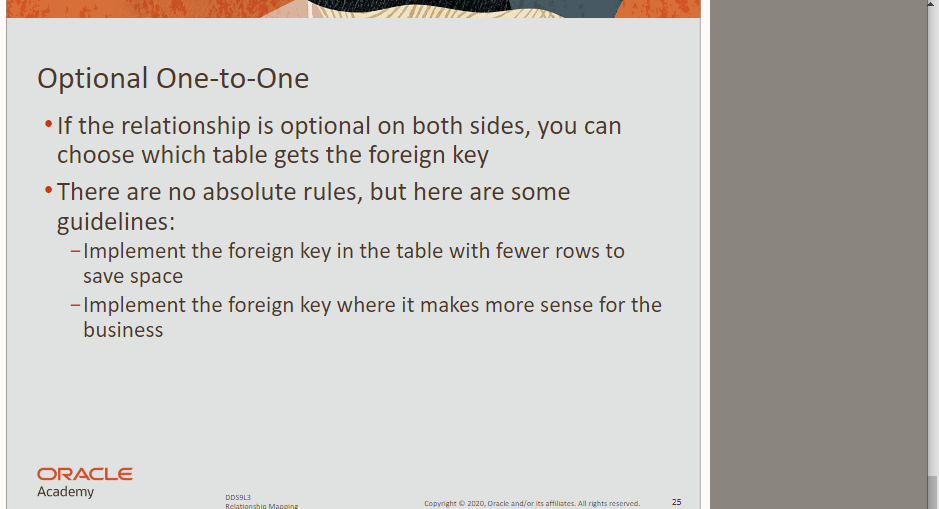 Optional One-to-One
•If the relationship is optional on both sides, you can
choose which table gets the foreign key
•There are no absolute rules, but here are some
guidelines:
–Implement the foreign key in the table with fewer rows to
save space
–Implement the foreign key where it makes more sense for the
business
ORACLE
Academy
DDS9L3
Relationship Mapping
Copyright © 2020, Oracle and/or its affiliates. All rights reserved.
25